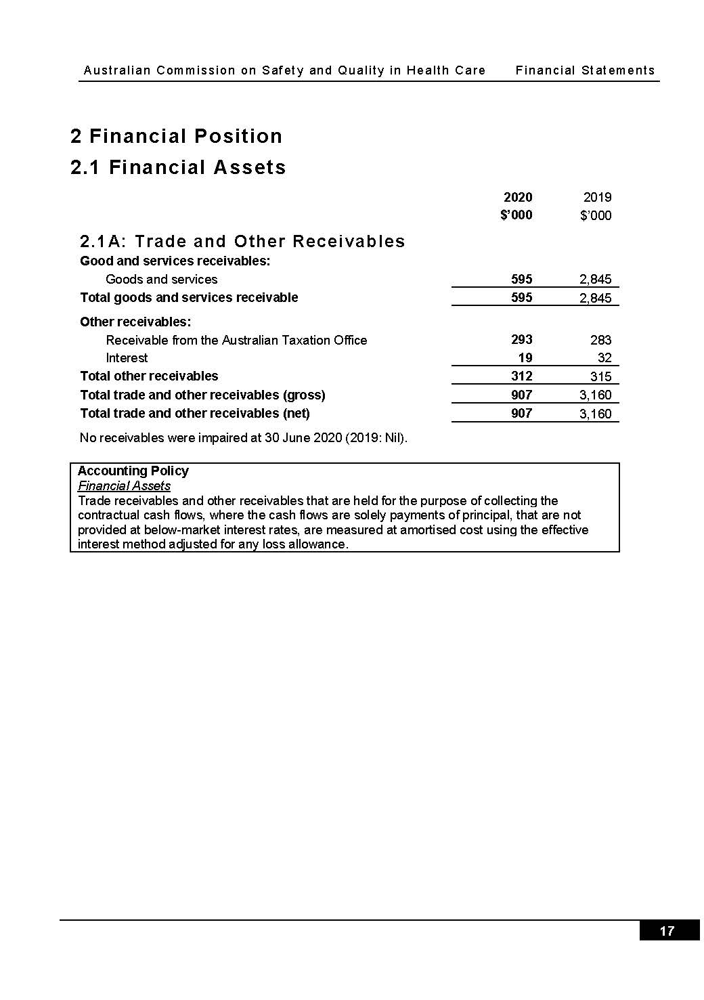 Australian Commission on Safety and Quality in Health Care Financial Statements
2 Financial Position
2.1 Financial Assets
2020 2019
$’000 $’000
2.1A: Trade and Other Receivables
Good and services receivables:
Goods and services 595 2,845
Total goods and services receivable 595 2,845
Other receivables:
Receivable from the Australian Taxation Office 293 283
Interest 19 32
Total other receivables 312 315
Total trade and other receivables (gross) 907 3,160
Total trade and other receivables (net) 907 3,160
No receivables were impaired at 30 June 2020 (2019: Nil).
Accounting Policy
Financial Assets
Trade receivables and other receivables that are held for the purpose of collecting the
contractual cash flows, where the cash flows are solely payments of principal, that are not
provided at below-market interest rates, are measured at amortised cost using the effective
interest method adjusted for any loss allowance.
17